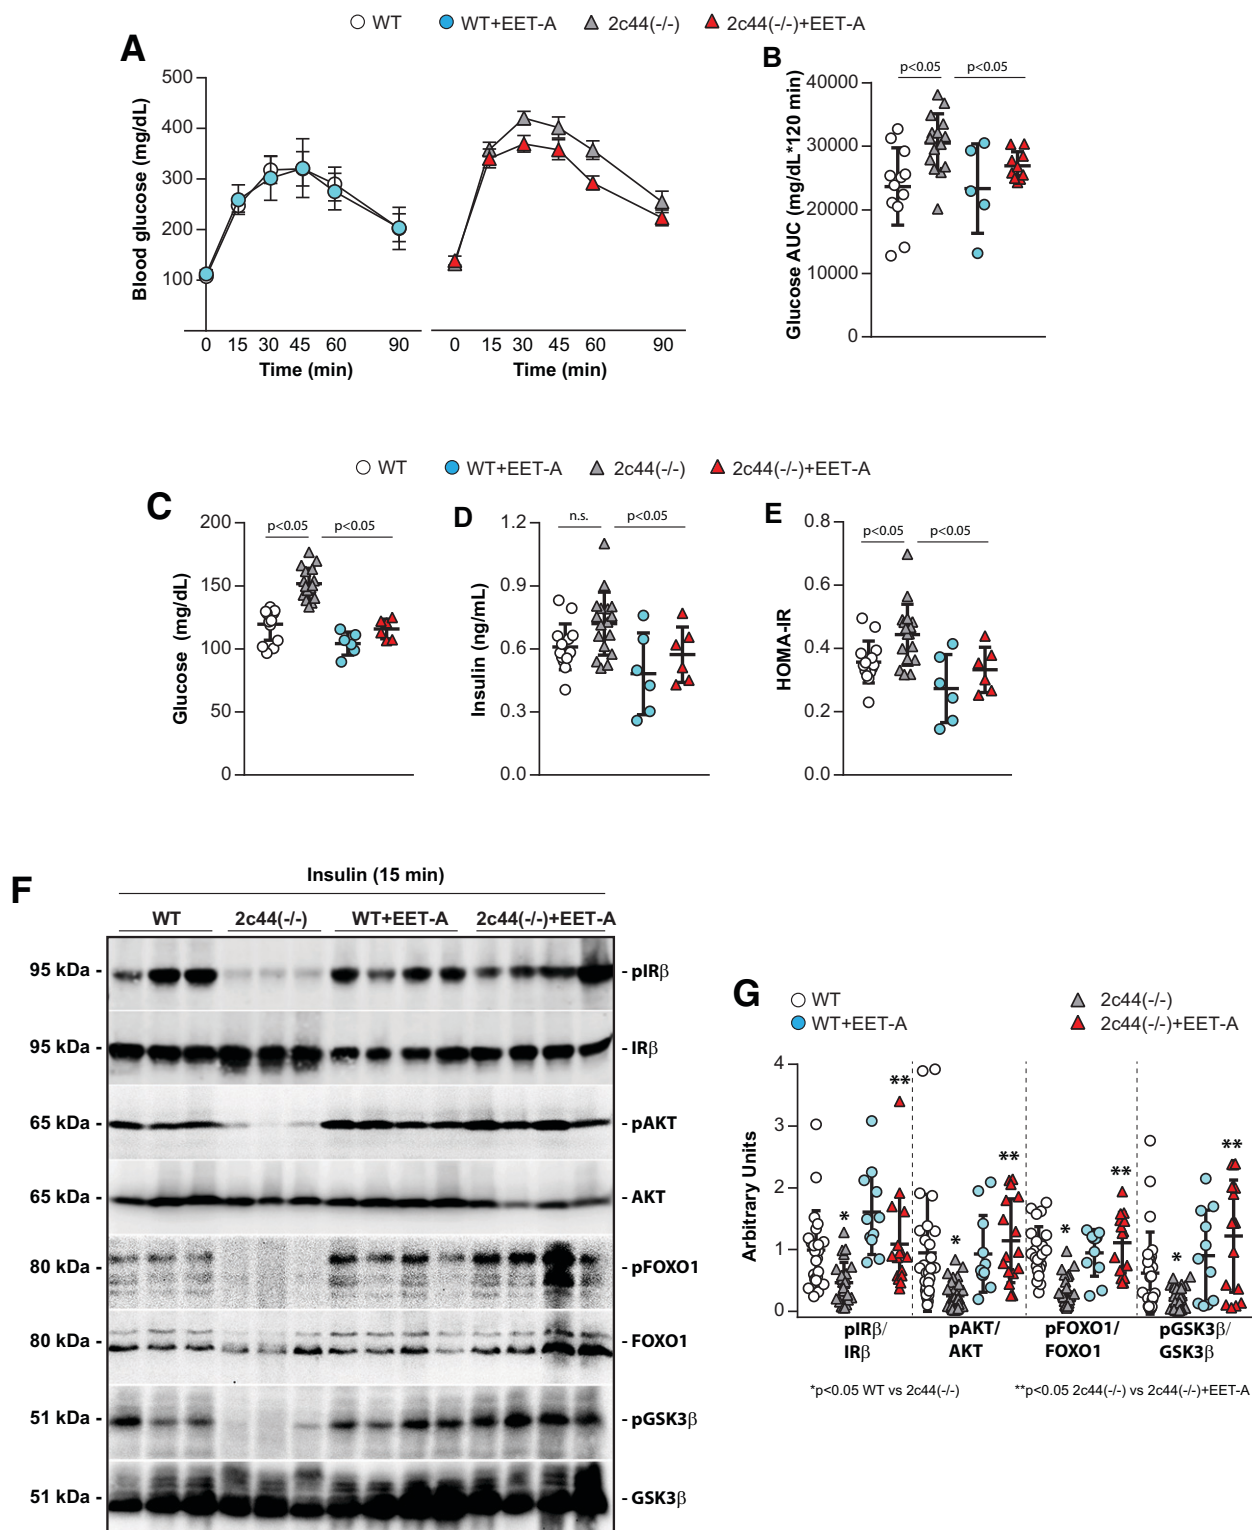 WT WT+EET-A 2c44(-/-) 2c44(-/-)+EET-A
A
Blood glucose (mg/dL)
500
400
300
200
100
0 15 30 45 60 90
Time (min)
0 15 30 45 60 90
Time (min)
B
Glucose AUC (mg/dL*120 min)
p<0.05 p<0.05
40000
30000
20000
10000
0
WT WT+EET-A 2c44(-/-) 2c44(-/-)+EET-A
C
Glucose (mg/dL)
p<0.05 p<0.05
200
150
100
50
0
D
Insulin (ng/mL)
n.s. p<0.05
1.2
0.9
0.6
0.3
0.0
E
HOMA-IR
p<0.05 p<0.05
0.8
0.6
0.4
0.2
0.0
F
Insulin (15 min)
WT 2c44(-/-) WT+EET-A 2c44(-/-)+EET-A
95 kDa - - pIRβ
95 kDa - - IRβ
65 kDa - - pAKT
65 kDa - - AKT
80 kDa - - pFOXO1
80 kDa - - FOXO1
51 kDa - - pGSK3β
51 kDa - - GSK3β
G
WT 2c44(-/-)
WT+EET-A 2c44(-/-)+EET-A
Arbitrary Units
4
3
2
1
0
* ** * ** * ** * **
pIRβ/ pAKT/ pFOXO1/ pGSK3β/
IRβ AKT FOXO1 GSK3β
*p<0.05 WT vs 2c44(-/-) **p<0.05 2c44(-/-) vs 2c44(-/-)+EET-A